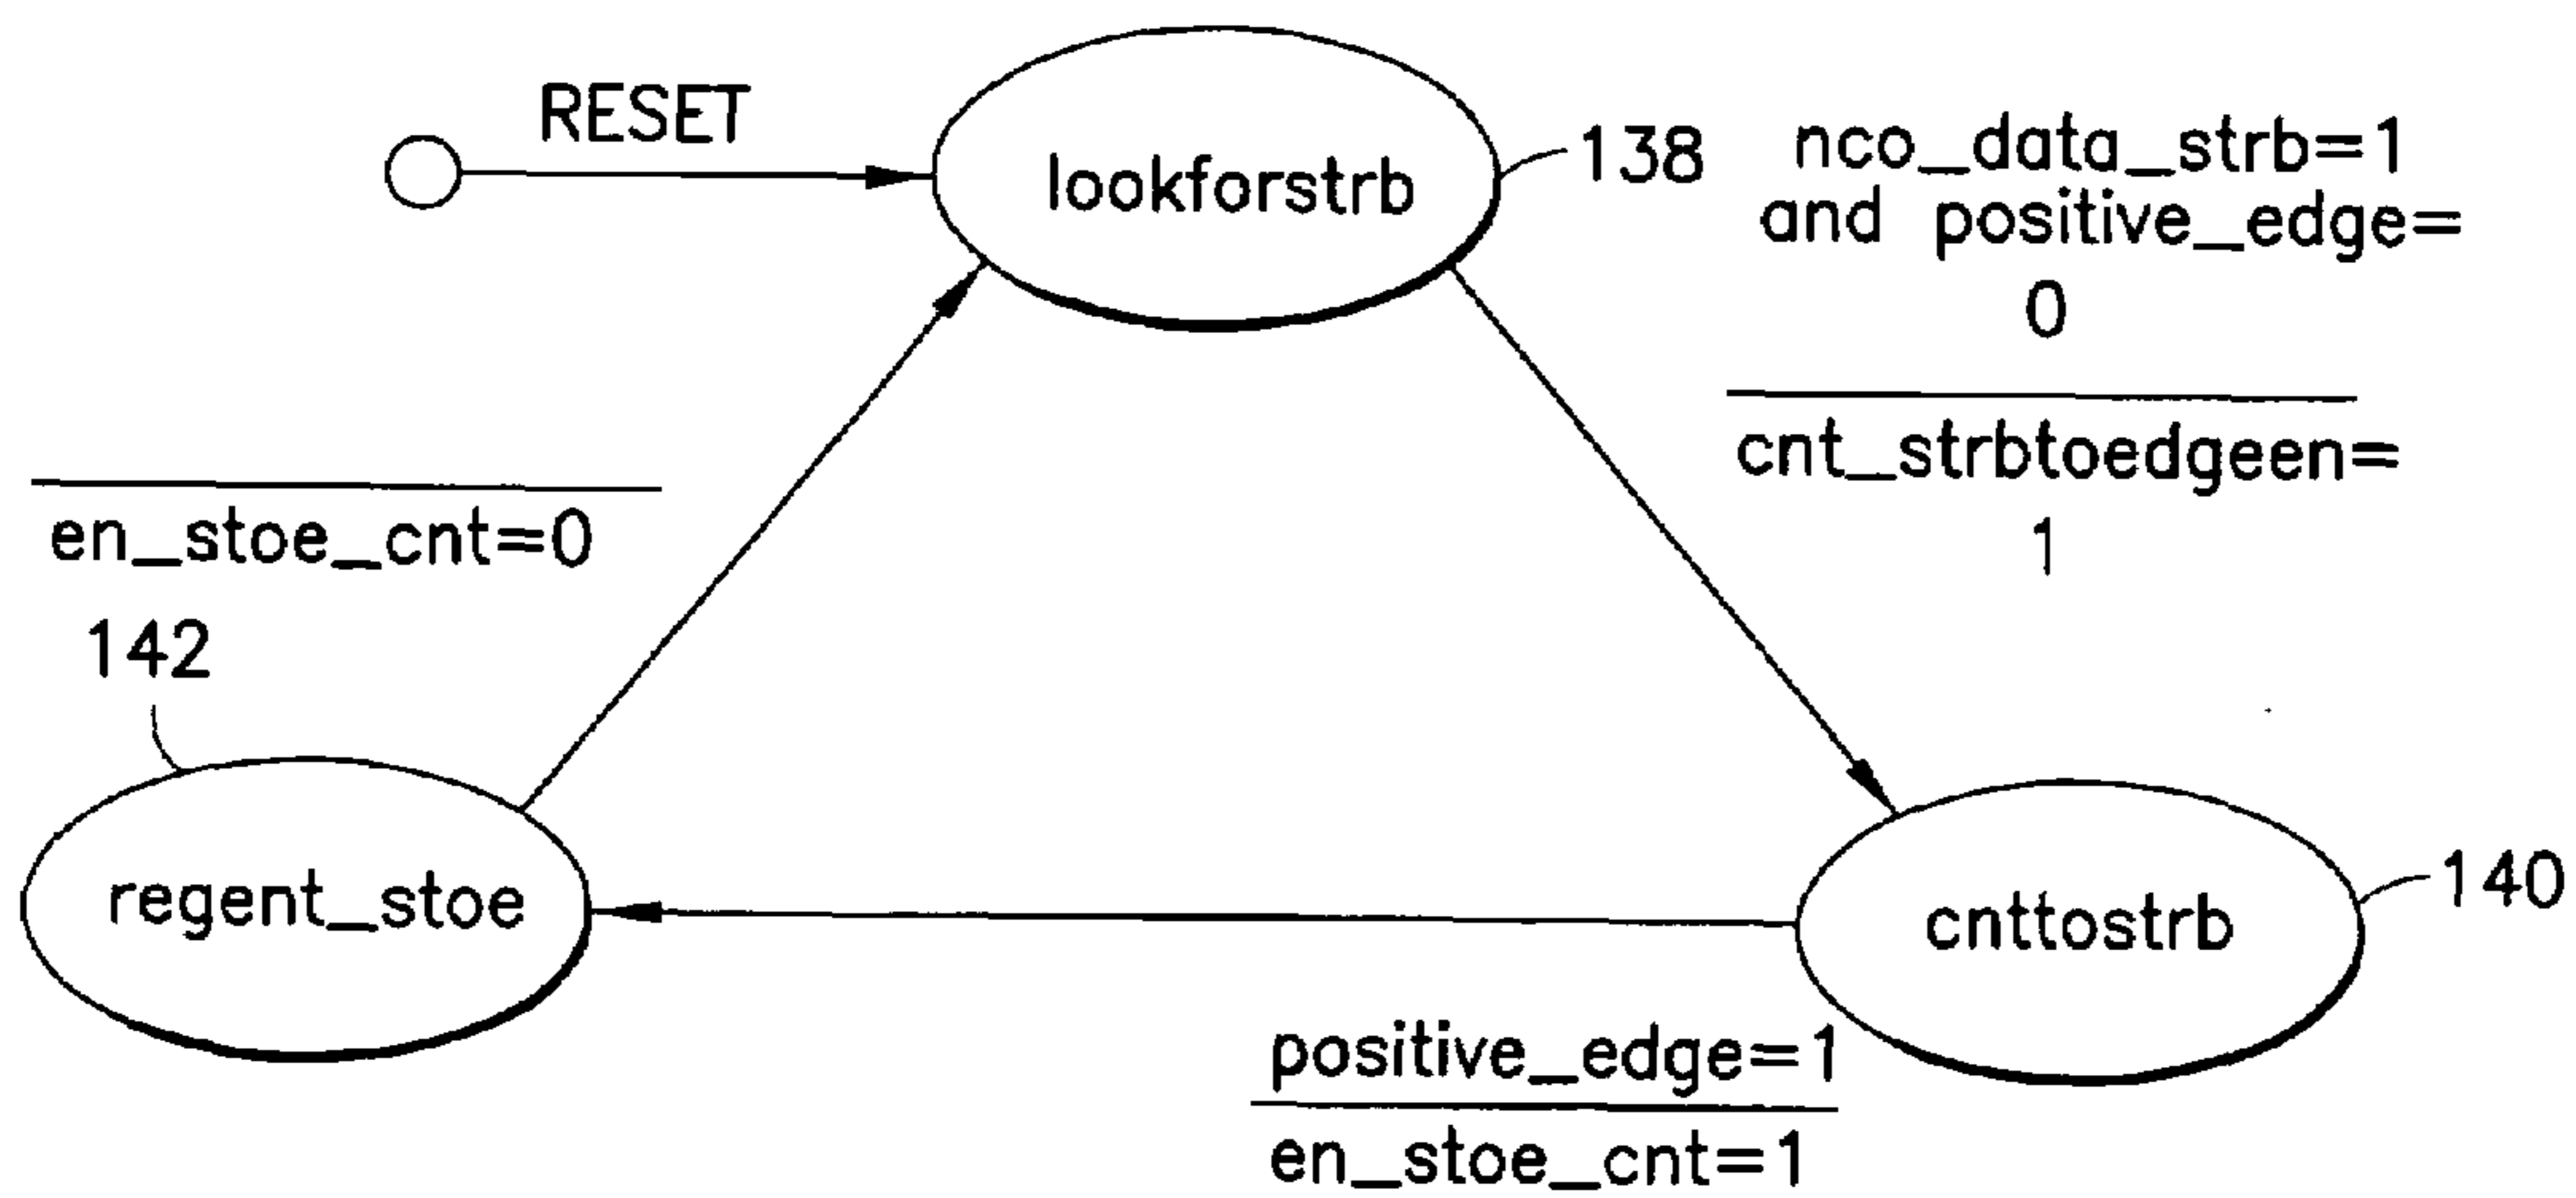 RESET
lookforstrb
138
nco_data_strb=1
and positive_edge=
0
cnt_strbtoedgeen=
1
en_stoe_cnt=0
142
regent_stoe
cnttostrb
140
positive_edge=1
en_stoe_cnt=1